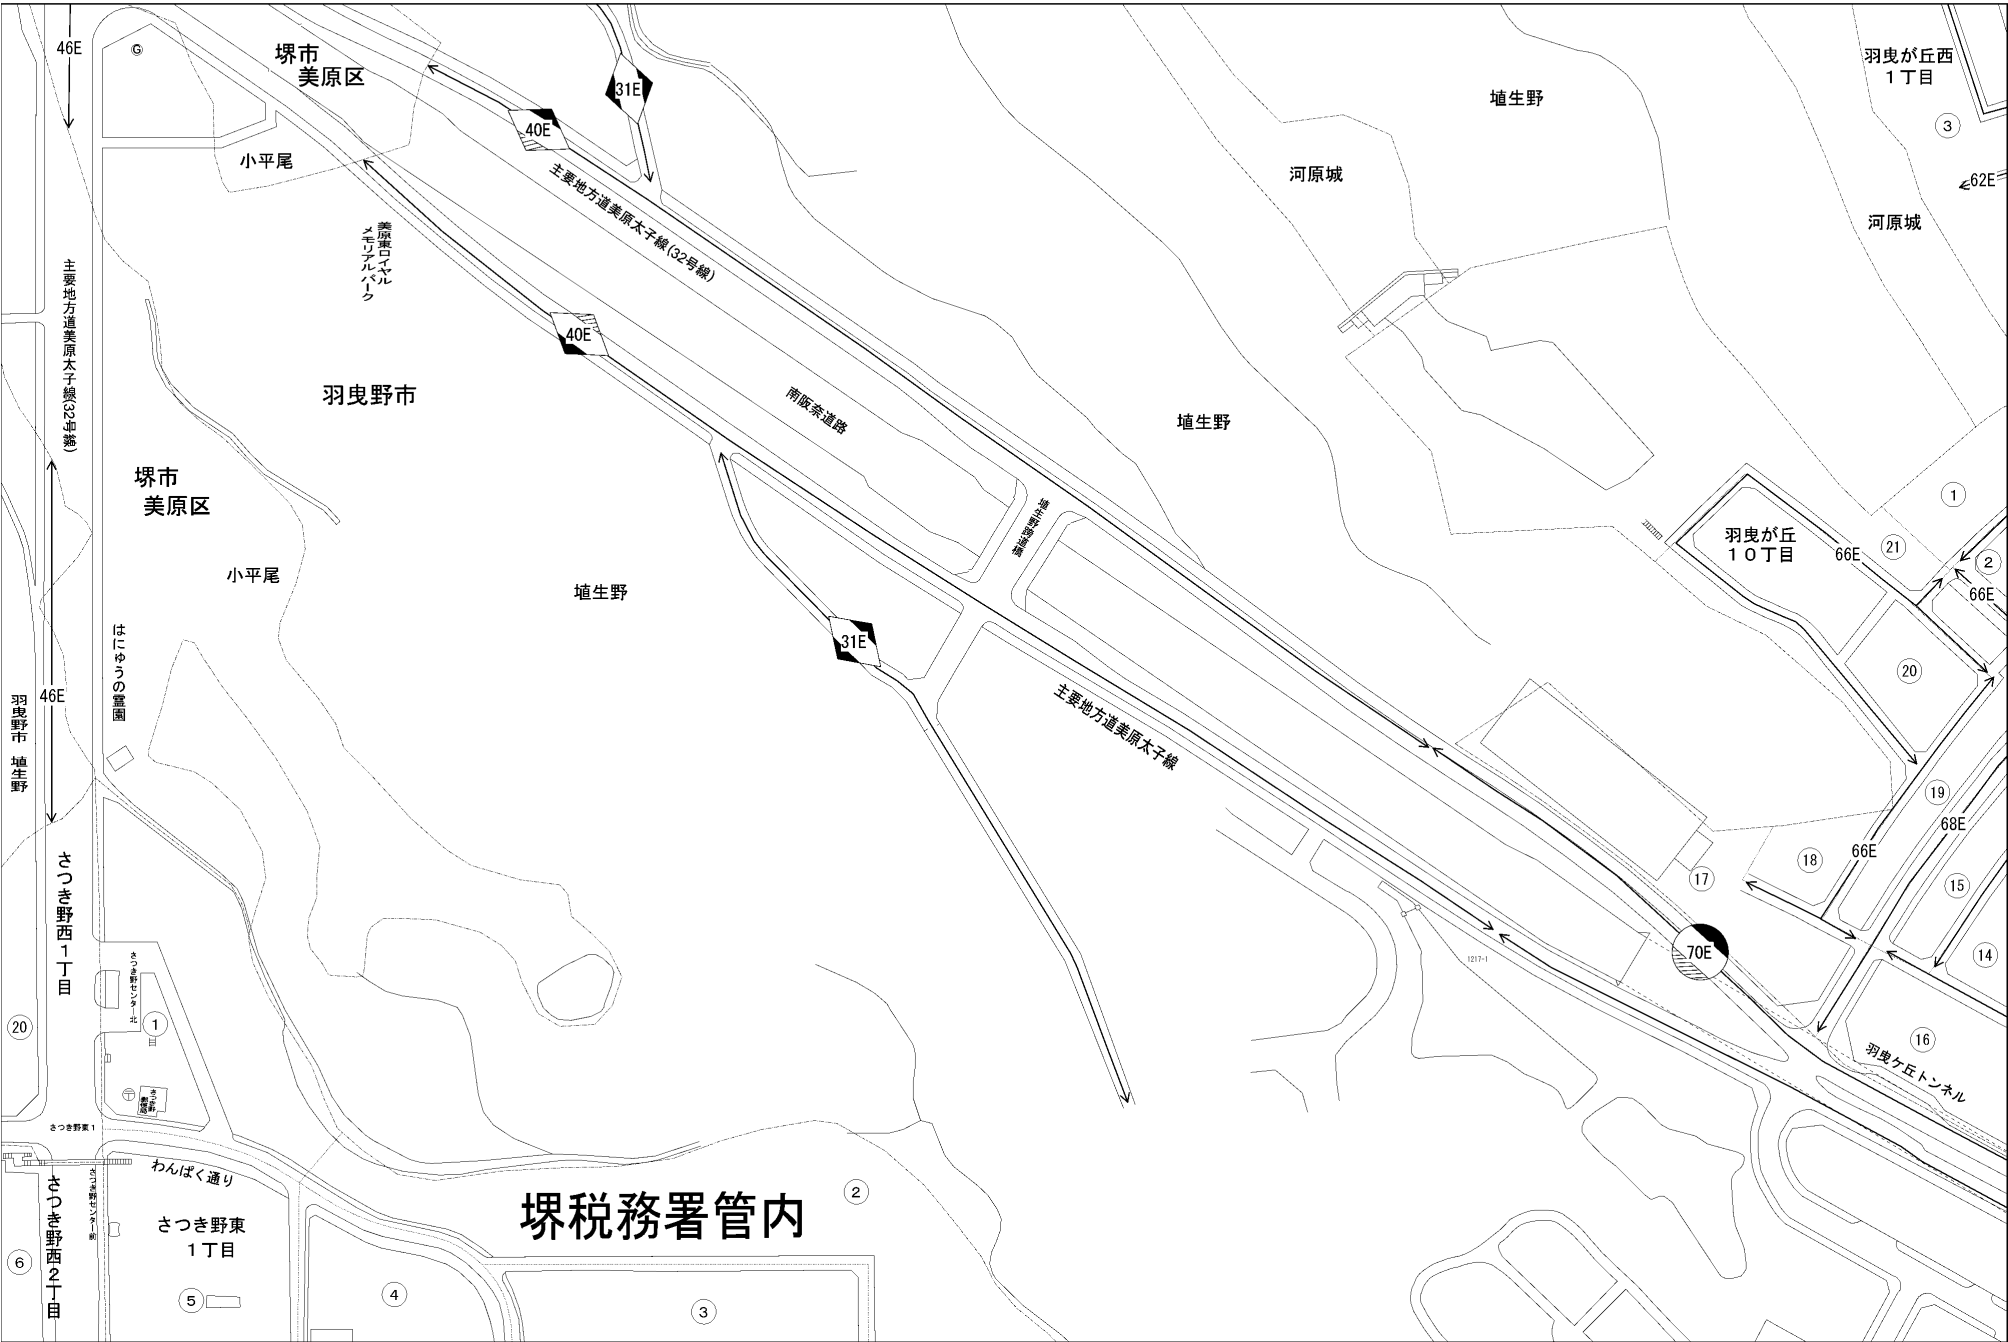 46E
G
堺市
美原区
31E
40E
小平尾
主要地方道美原太子線(32号線)
美原東ロイヤル
メモリアルパーク
40E
羽曳野市
主要地方道美原太子線(32号線)
堺市
美原区
小平尾
埴生野
南阪奈道路
埴生野跨道橋
埴生野
埴生野
河原城
羽曳が丘西
1丁目
3
62E
河原城
1
羽曳が丘
10丁目
66E
21
2
66E
20
19
68E
66E
18
17
15
14
16
70E
羽曳ケ丘トンネル
31E
主要地方道美原太子線
1217-1
はにゅうの霊園
46E
羽曳野市 埴生野
さつき野西1丁目
20
さつき野センター北
1
〒
さつき野
郵便局
さつき野東1
わんぱく通り
さつき野センター前
さつき野西2丁目
さつき野東
1丁目
6
5
4
3
2
堺税務署管内